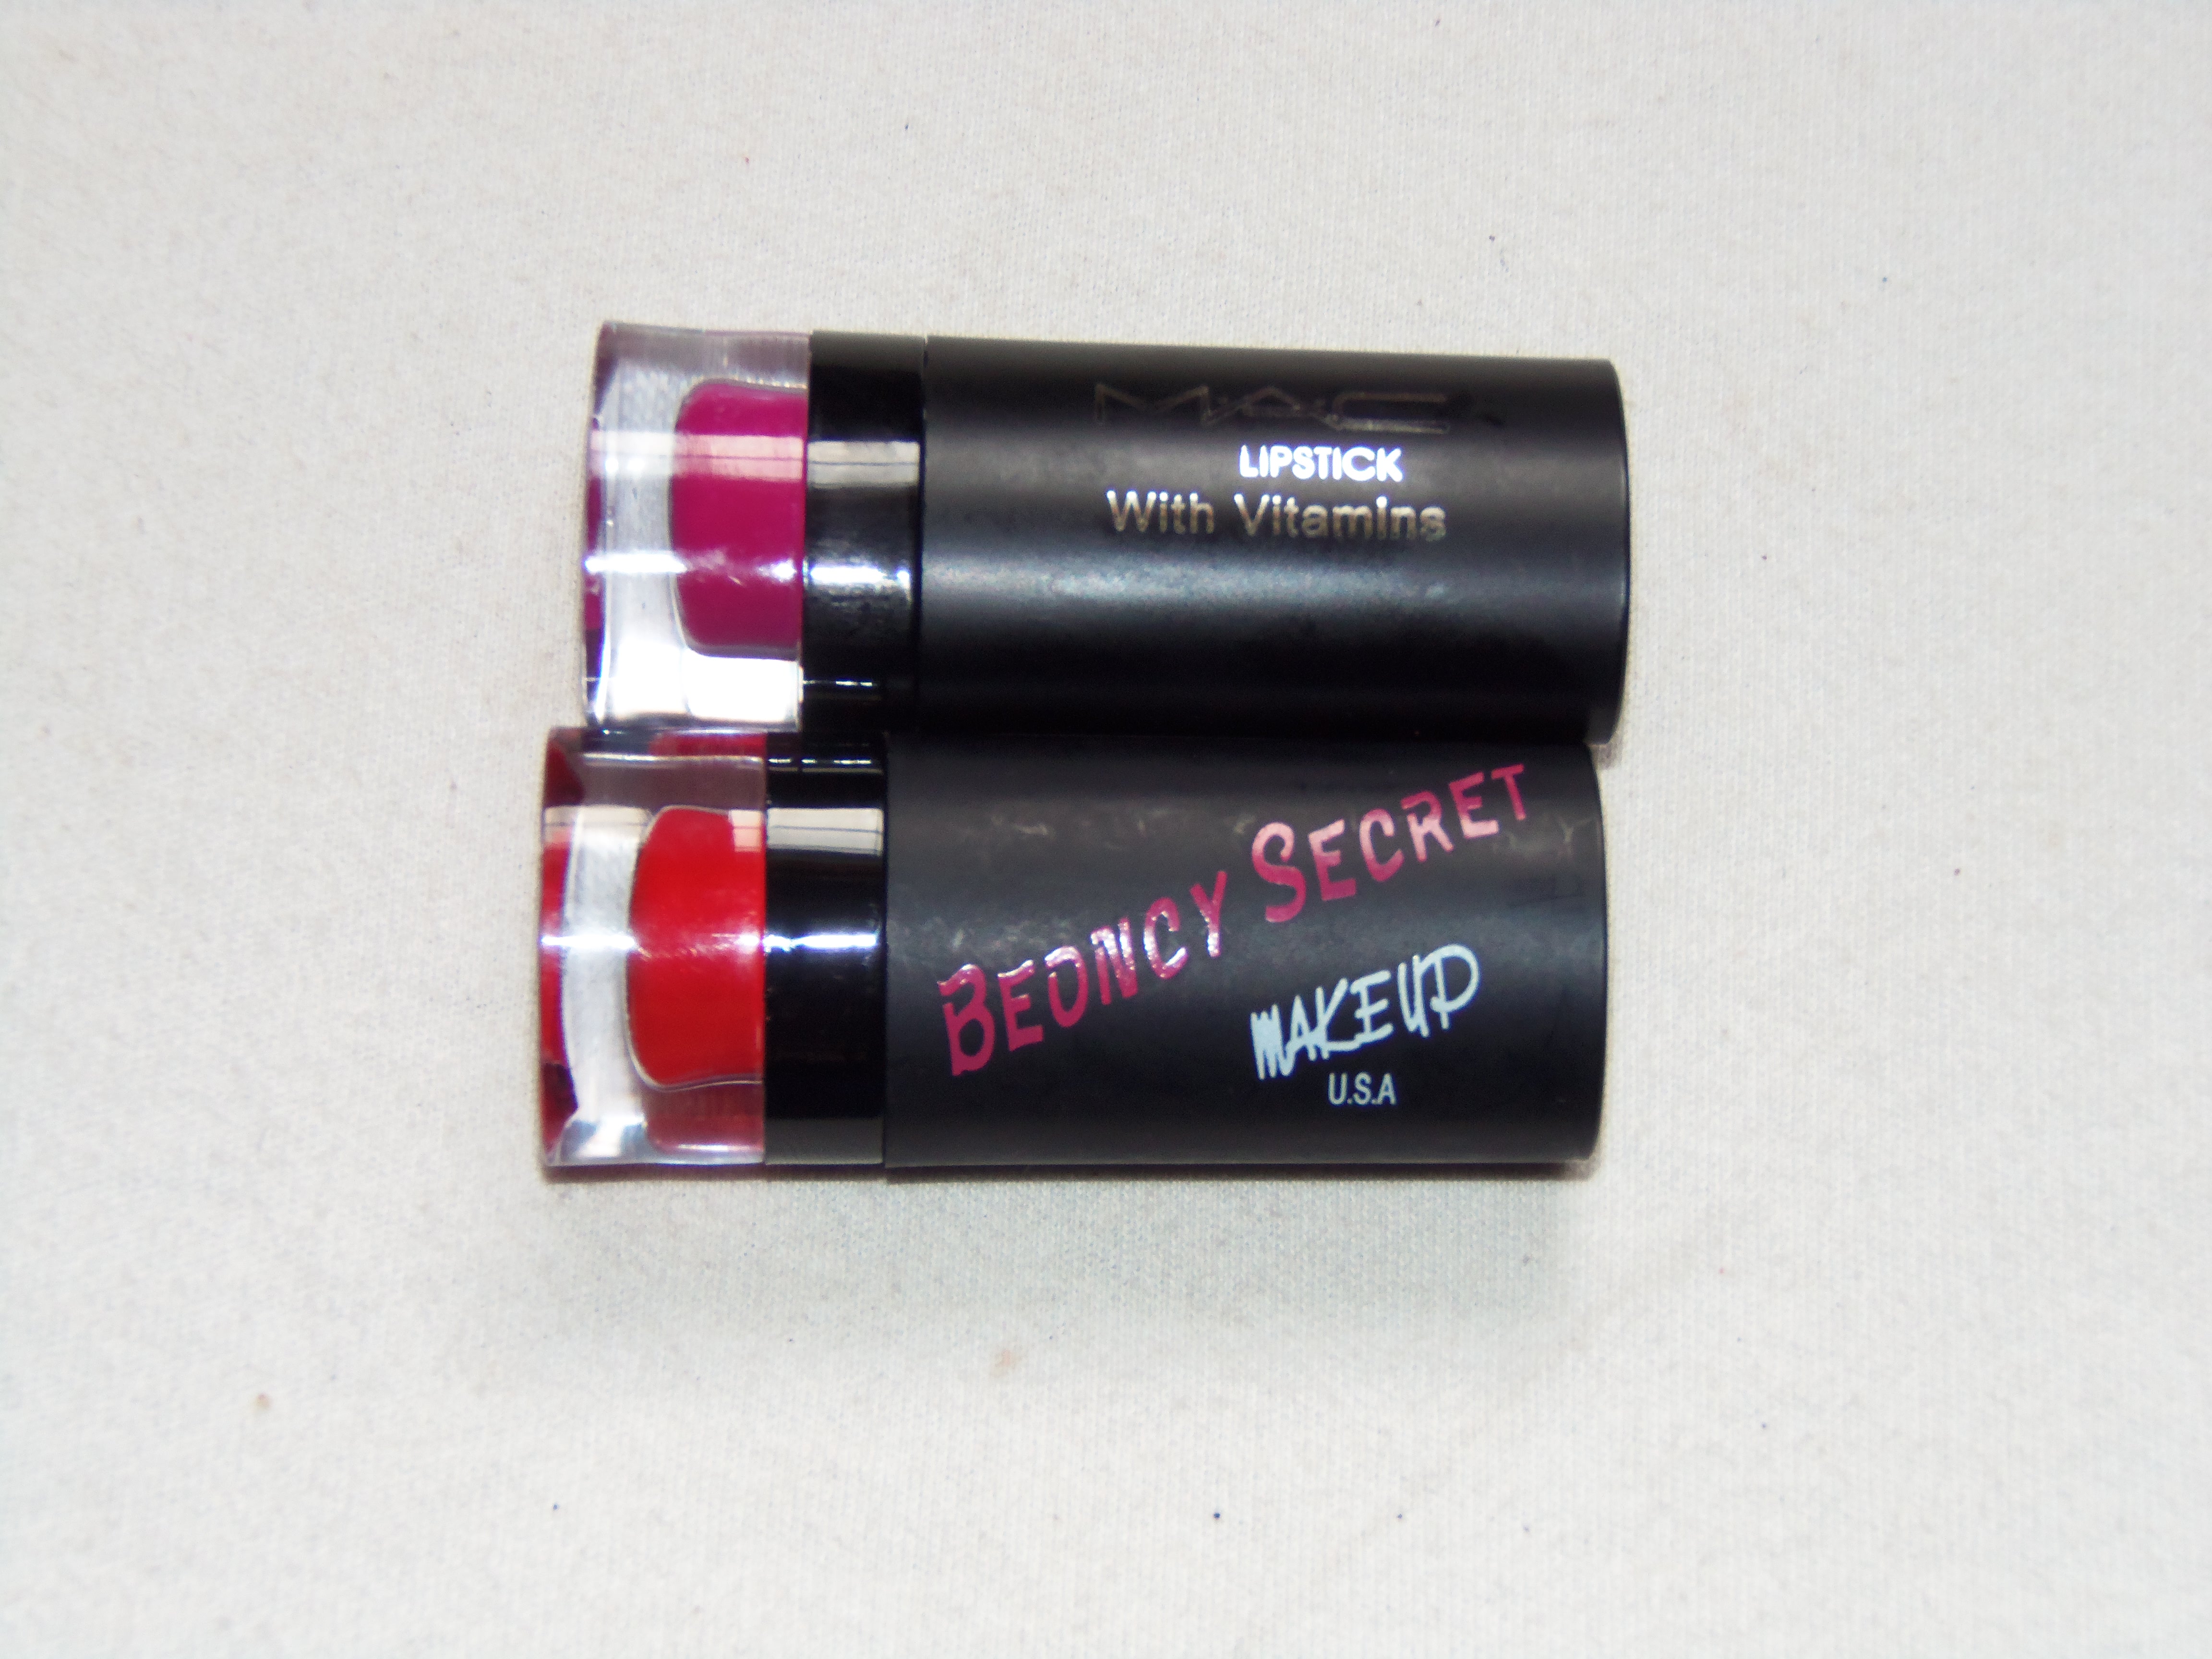 M·A·C
LIPSTICK
With Vitamins
BEONCY SECRET
MAKEUP
U.S.A